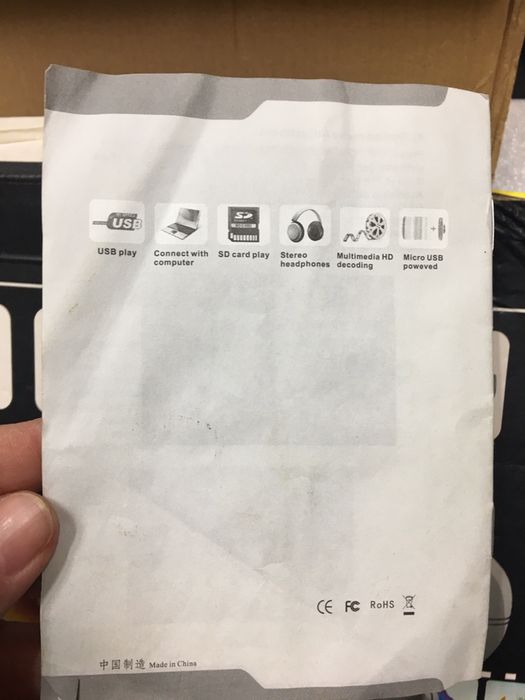 USB
SD
USB play
Connect with computer
SD card play
Stereo headphones
Multimedia HD decoding
Micro USB poweved
CE FC RoHS
中国制造 Made in China